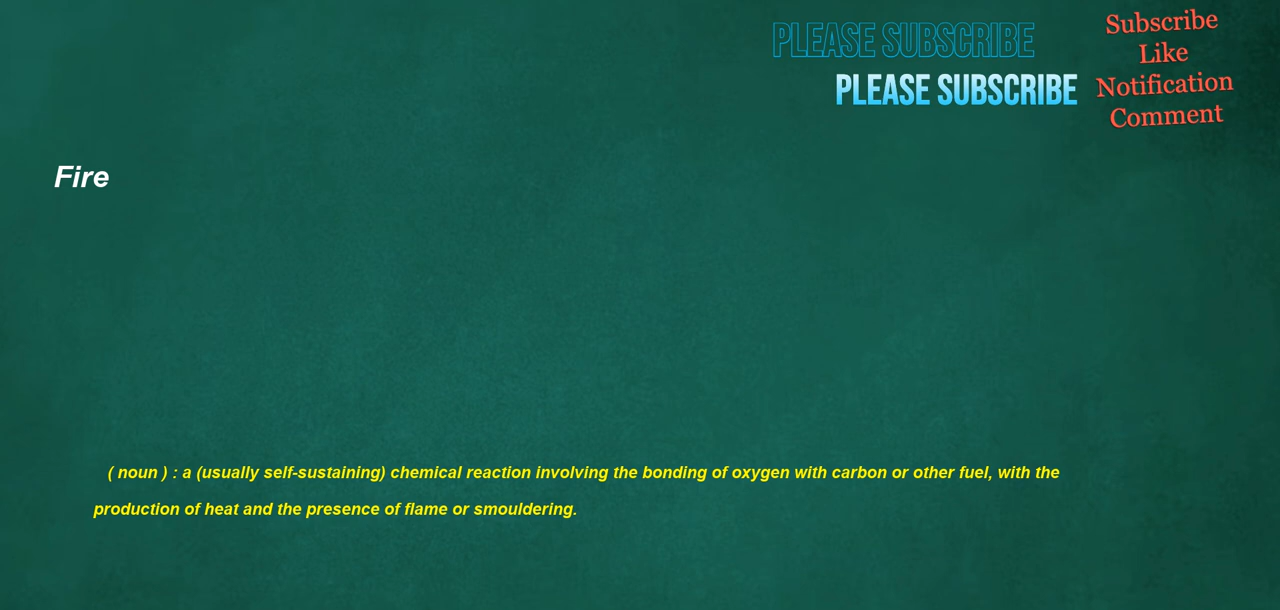 PLEASE SUBSCRIBE
PLEASE SUBSCRIBE
Subscribe
Like
Notification
Comment
Fire
( noun ) : a (usually self-sustaining) chemical reaction involving the bonding of oxygen with carbon or other fuel, with the
production of heat and the presence of flame or smouldering.